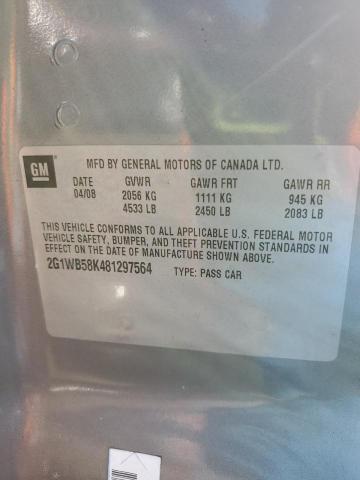 GM
MFD BY GENERAL MOTORS OF CANADA LTD.
DATE GVWR GAWR FRT GAWR RR
04/08 2056 KG 1111 KG 945 KG
4533 LB 2450 LB 2083 LB
THIS VEHICLE CONFORMS TO ALL APPLICABLE U.S. FEDERAL MOTOR
VEHICLE SAFETY, BUMPER, AND THEFT PREVENTION STANDARDS IN
EFFECT ON THE DATE OF MANUFACTURE SHOWN ABOVE.
2G1WB58K481297564 TYPE: PASS CAR